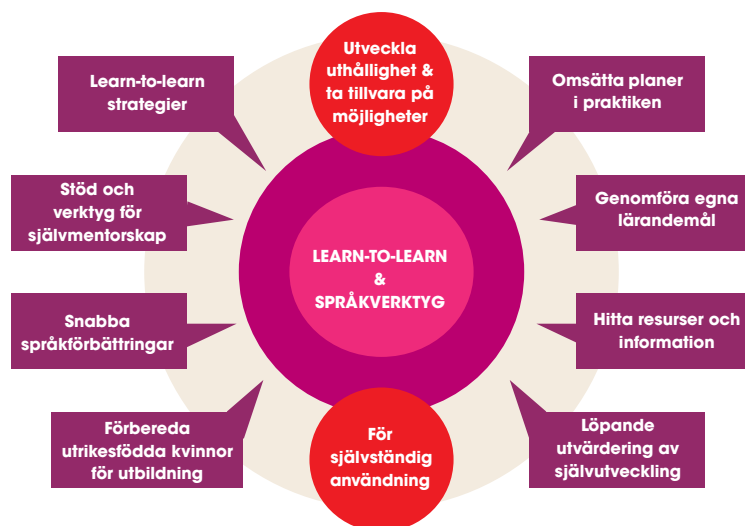 Utveckla
uthållighet &
ta tillvara på
möjligheter
Learn-to-learn
strategier
Omsätta planer
i praktiken
Stöd och
verktyg för
självmentorskap
Genomföra egna
lärandemål
LEARN-TO-LEARN
&
SPRÅKVERKTYG
Snabba
språkförbättringar
Hitta resurser och
information
Förbereda
utrikesfödda kvinnor
för utbildning
För
självständig
användning
Löpande
utvärdering av
självutveckling